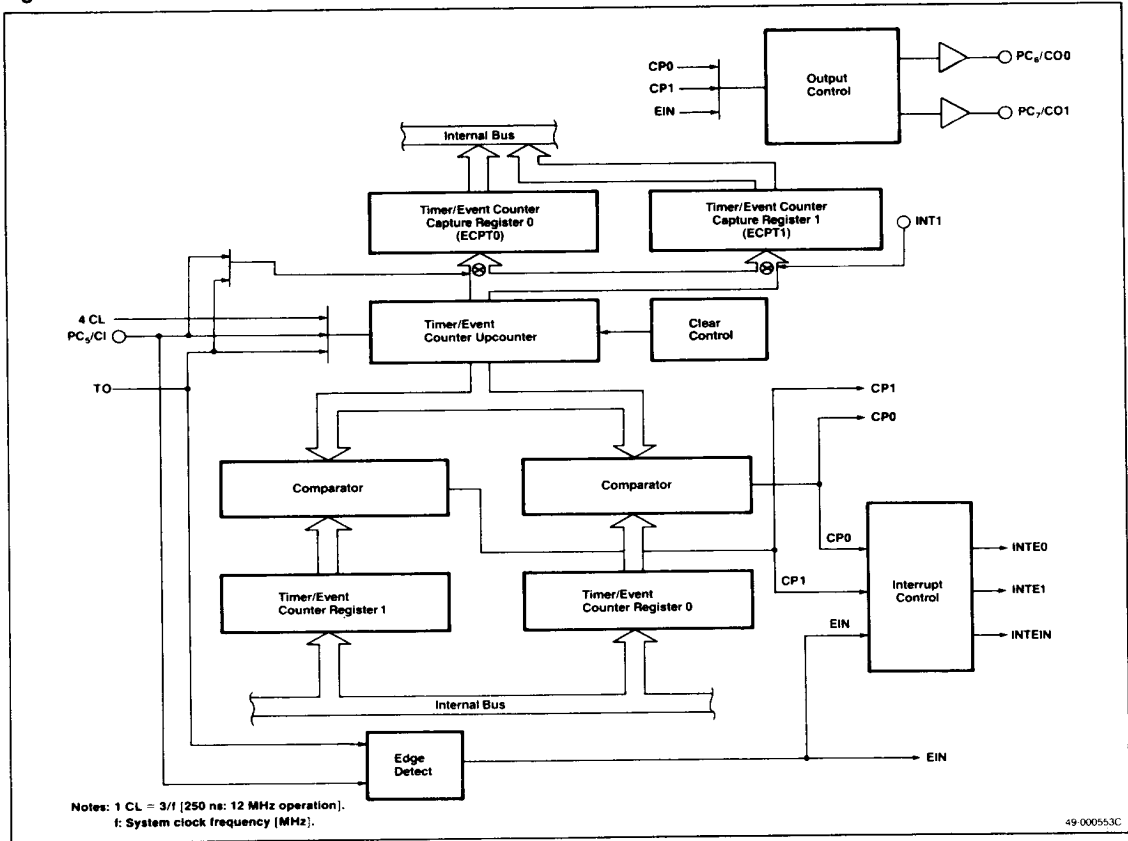 CP0
CP1
EIN
Output
Control
PC6/CO0
PC7/CO1
Internal Bus
Timer/Event Counter
Capture Register 0
(ECPT0)
Timer/Event Counter
Capture Register 1
(ECPT1)
INT1
4 CL
PC5/CI
TO
Timer/Event
Counter Upcounter
Clear
Control
CP1
CP0
Comparator
Comparator
CP0
CP1
EIN
Timer/Event
Counter Register 1
Timer/Event
Counter Register 0
Interrupt
Control
INTE0
INTE1
INTEIN
Internal Bus
Edge
Detect
EIN
Notes: 1 CL = 3/f [250 ns: 12 MHz operation].
f: System clock frequency [MHz].
49-000553C